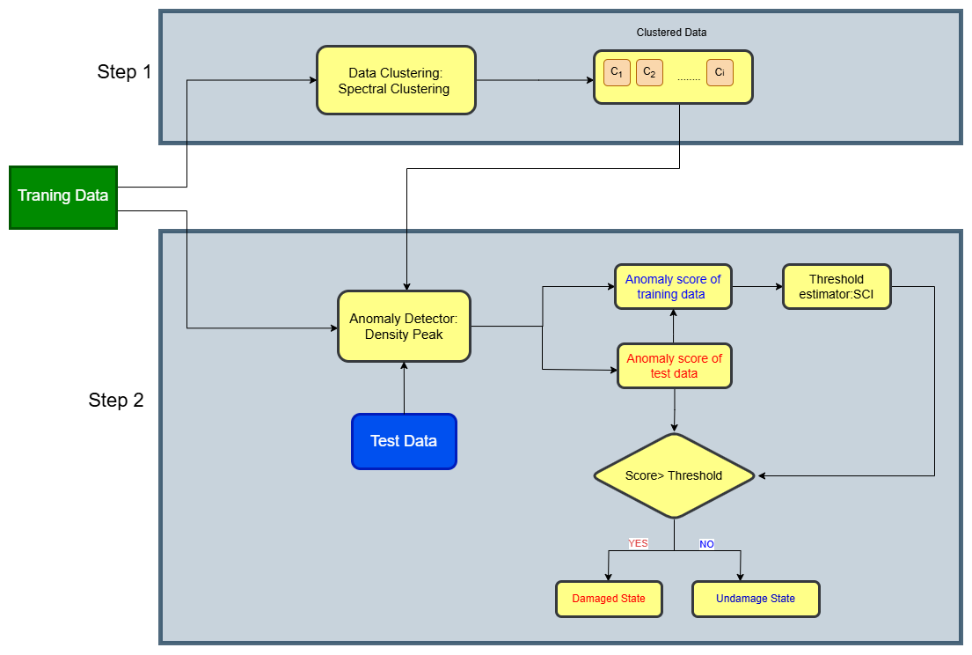 Clustered Data
Step 1
Data Clustering:
Spectral Clustering
C1 C2 ........ Ci
Traning Data
Anomaly score of
training data
Threshold
estimator:SCI
Anomaly Detector:
Density Peak
Anomaly score of
test data
Step 2
Test Data
Score> Threshold
YES NO
Damaged State
Undamage State